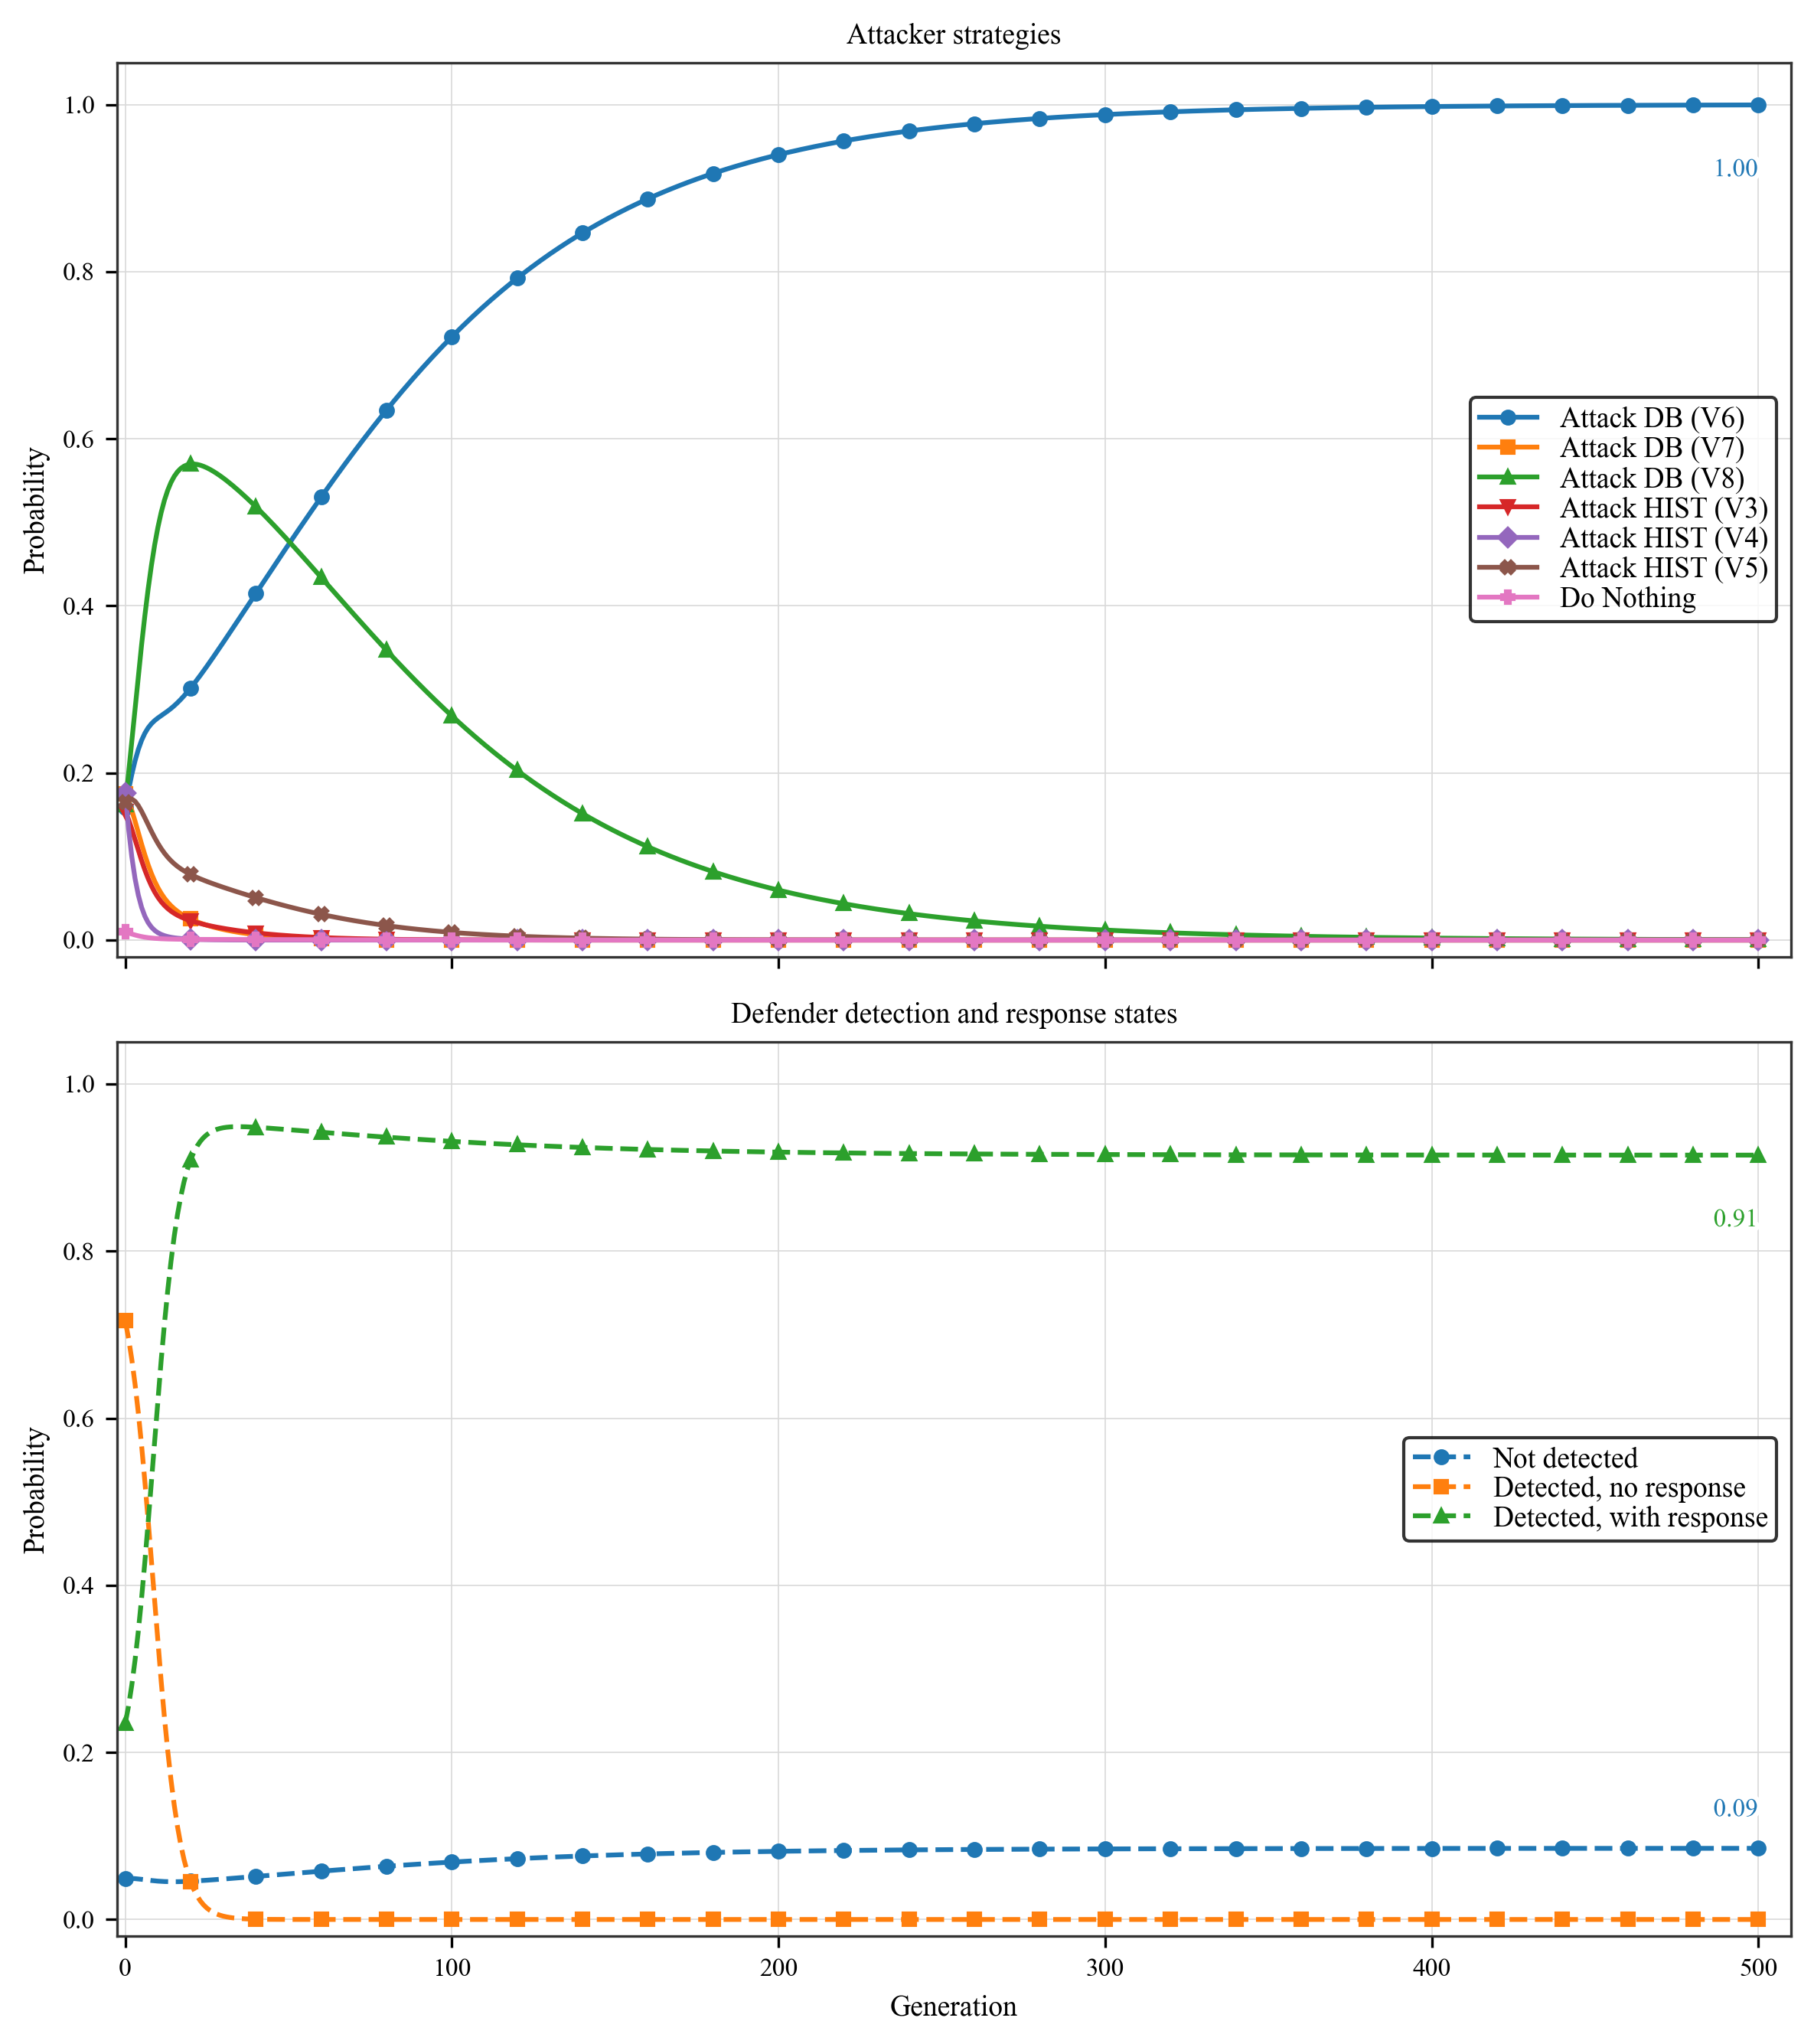 Attacker strategies
1.0
0.8
0.6
0.4
0.2
0.0
Probability
1.00
Attack DB (V6)
Attack DB (V7)
Attack DB (V8)
Attack HIST (V3)
Attack HIST (V4)
Attack HIST (V5)
Do Nothing
Defender detection and response states
1.0
0.8
0.6
0.4
0.2
0.0
Probability
0.91
Not detected
Detected, no response
Detected, with response
0.09
0 100 200 300 400 500
Generation